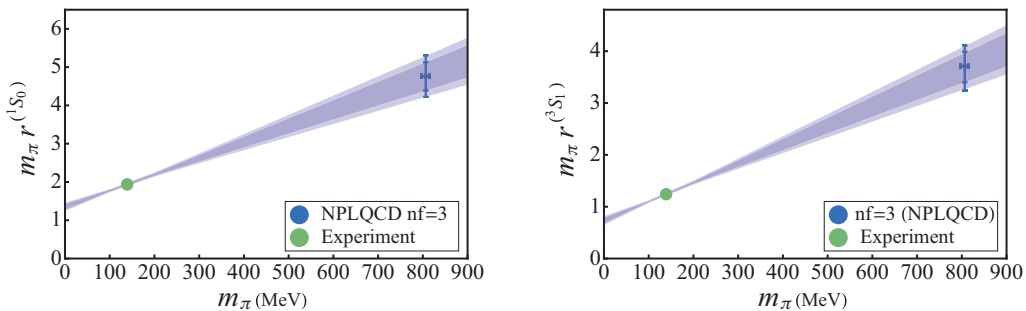 6
5
4
3
2
1
0
m_π r^(¹S₀)
0 100 200 300 400 500 600 700 800 900
m_π (MeV)
NPLQCD nf=3
Experiment
4
3
2
1
0
m_π r^(³S₁)
0 100 200 300 400 500 600 700 800 900
m_π (MeV)
nf=3 (NPLQCD)
Experiment